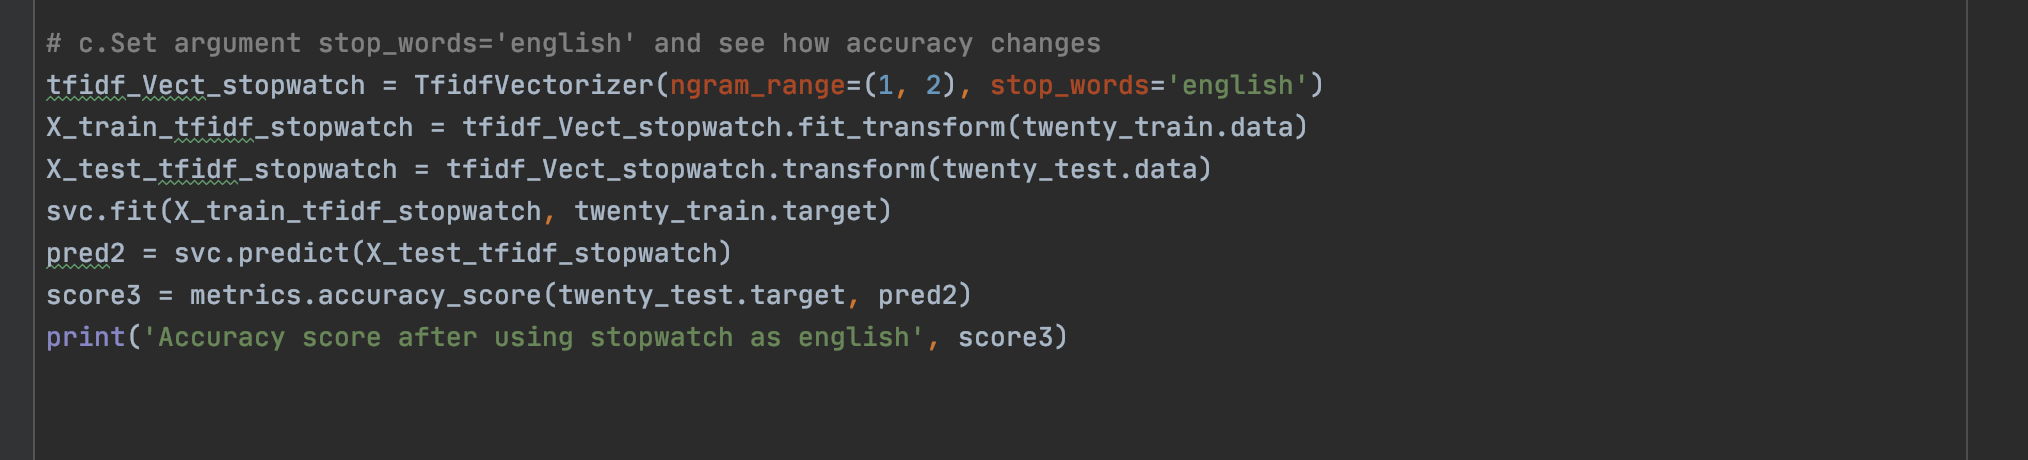 # c.Set argument stop_words='english' and see how accuracy changes
tfidf_Vect_stopwatch = TfidfVectorizer(ngram_range=(1, 2), stop_words='english')
X_train_tfidf_stopwatch = tfidf_Vect_stopwatch.fit_transform(twenty_train.data)
X_test_tfidf_stopwatch = tfidf_Vect_stopwatch.transform(twenty_test.data)
svc.fit(X_train_tfidf_stopwatch, twenty_train.target)
pred2 = svc.predict(X_test_tfidf_stopwatch)
score3 = metrics.accuracy_score(twenty_test.target, pred2)
print('Accuracy score after using stopwatch as english', score3)